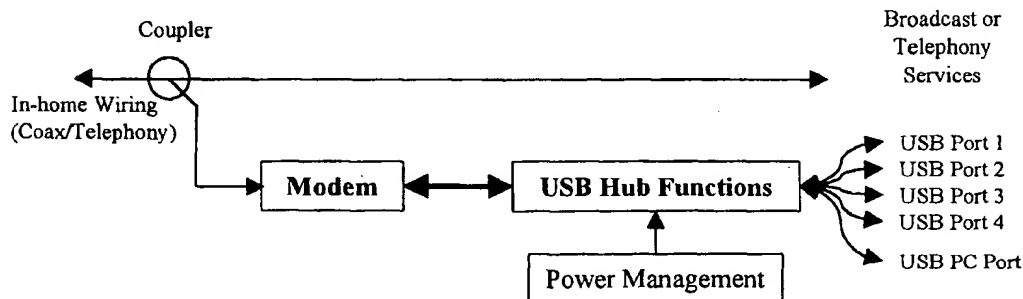 Coupler
Broadcast or
Telephony
Services
In-home Wiring
(Coax/Telephony)
Modem
USB Hub Functions
USB Port 1
USB Port 2
USB Port 3
USB Port 4
USB PC Port
Power Management